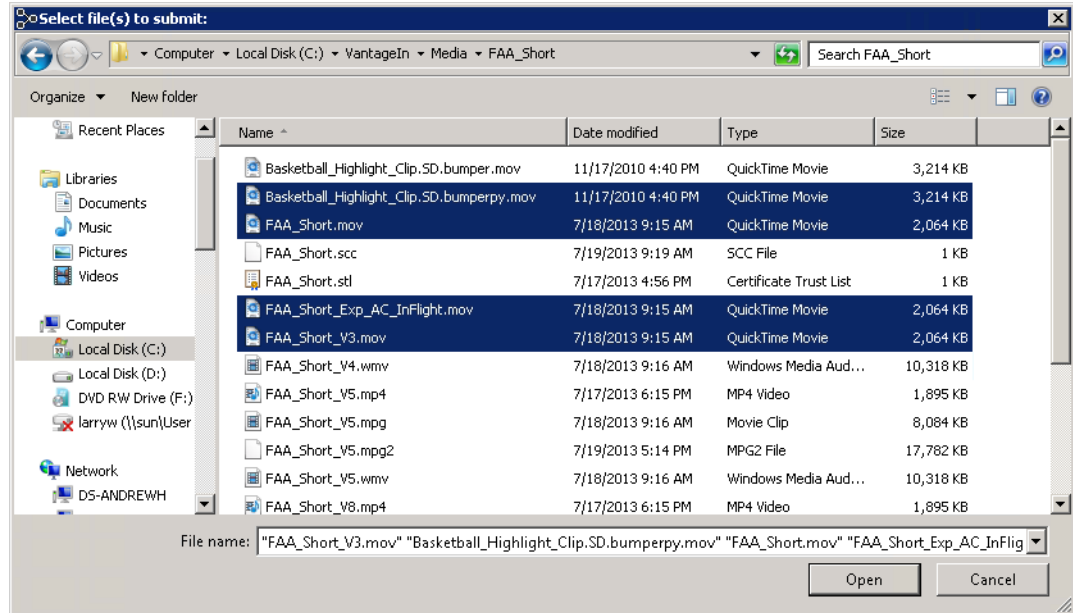 Select file(s) to submit:
Computer Local Disk (C:) VantageIn Media FAA_Short Search FAA_Short
Organize New folder
Recent Places
Libraries
Documents
Music
Pictures
Videos
Computer
Local Disk (C:)
Local Disk (D:)
DVD RW Drive (F:)
larryw (\\sun\User
Network
DS-ANDREWH
Name Date modified Type Size
Basketball_Highlight_Clip.SD.bumper.mov 11/17/2010 4:40 PM QuickTime Movie 3,214 KB
Basketball_Highlight_Clip.SD.bumperpy.mov 11/17/2010 4:40 PM QuickTime Movie 3,214 KB
FAA_Short.mov 7/18/2013 9:15 AM QuickTime Movie 2,064 KB
FAA_Short.scc 7/19/2013 9:19 AM SCC File 1 KB
FAA_Short.stl 7/17/2013 4:56 PM Certificate Trust List 1 KB
FAA_Short_Exp_AC_InFlight.mov 7/18/2013 9:15 AM QuickTime Movie 2,064 KB
FAA_Short_V3.mov 7/18/2013 9:15 AM QuickTime Movie 2,064 KB
FAA_Short_V4.wmv 7/18/2013 9:16 AM Windows Media Aud... 10,318 KB
FAA_Short_V5.mp4 7/17/2013 6:15 PM MP4 Video 1,895 KB
FAA_Short_V5.mpg 7/18/2013 9:16 AM Movie Clip 8,084 KB
FAA_Short_V5.mpg2 7/19/2013 5:14 PM MPG2 File 17,782 KB
FAA_Short_V5.wmv 7/18/2013 9:16 AM Windows Media Aud... 10,318 KB
FAA_Short_V8.mp4 7/17/2013 6:15 PM MP4 Video 1,895 KB
File name: "FAA_Short_V3.mov" "Basketball_Highlight_Clip.SD.bumperpy.mov" "FAA_Short.mov" "FAA_Short_Exp_AC_InFlig
Open Cancel